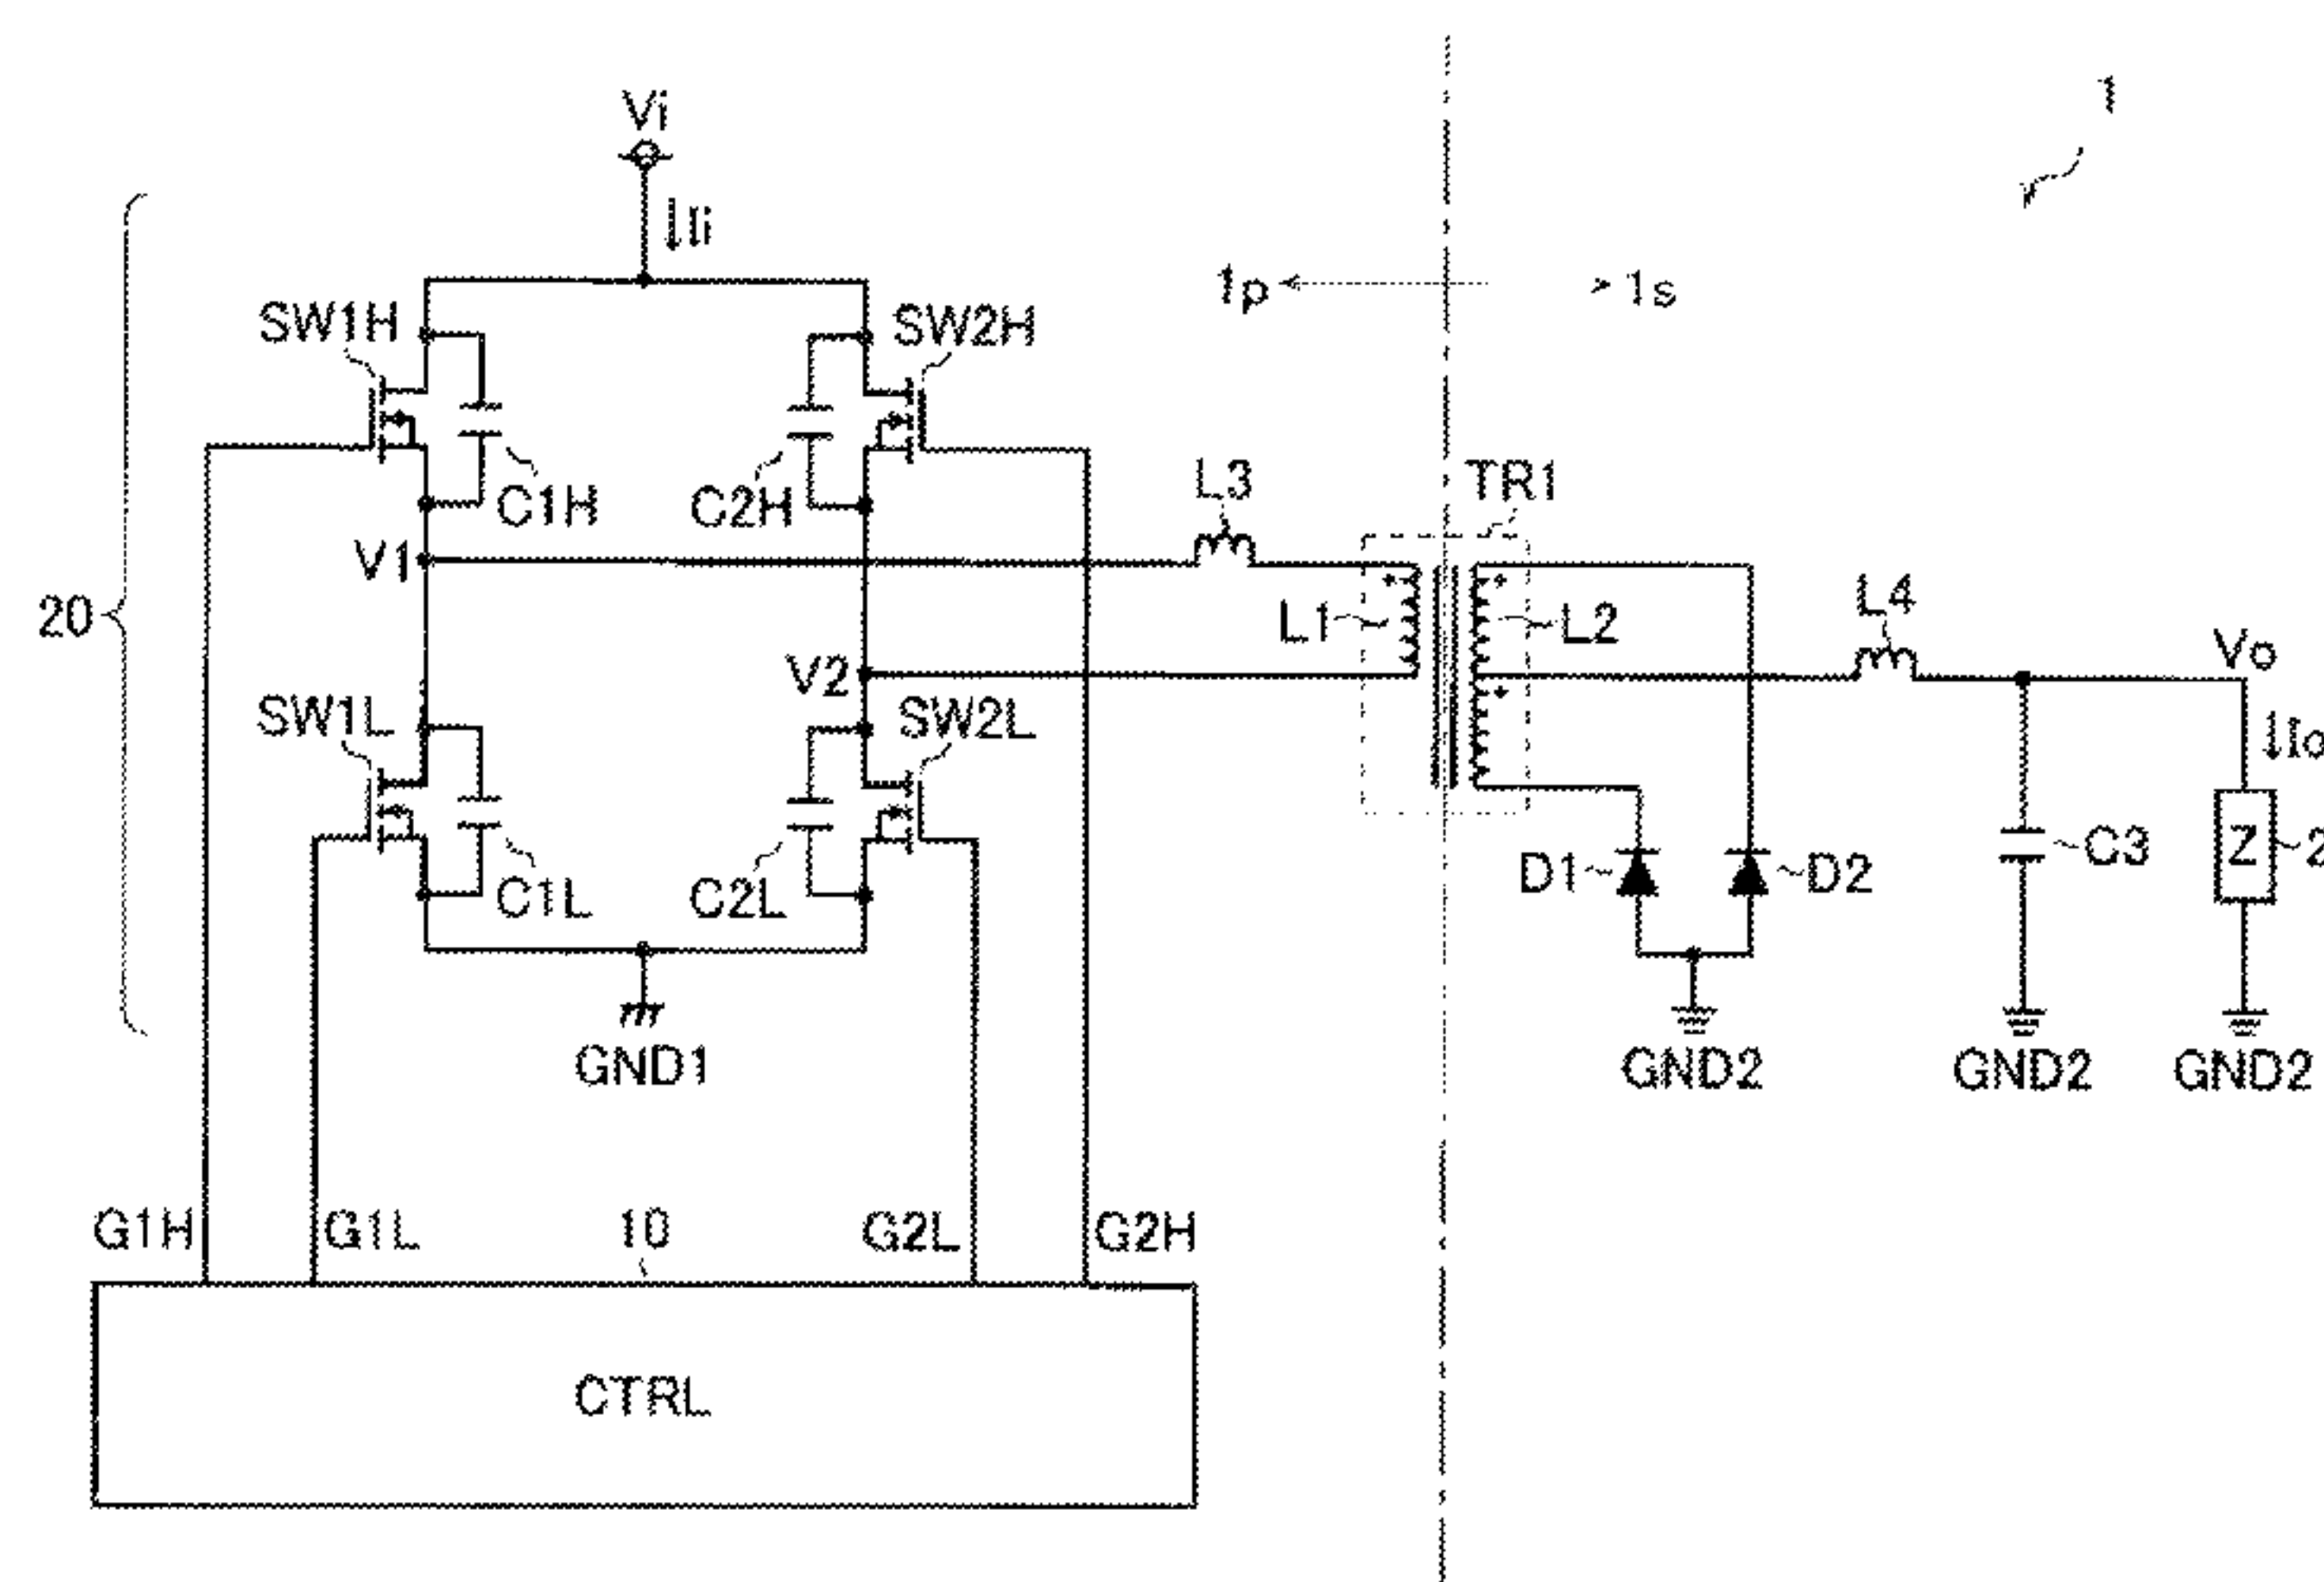 1
Vi
Ii
1p
1s
SW1H
SW2H
C1H
C2H
L3
TR1
V1
20
L1
L2
L4
Vo
V2
SW1L
SW2L
Io
C1L
C2L
D1
D2
C3
Z
2
GND1
GND2
GND2
GND2
G1H
G1L
10
G2L
G2H
CTRL